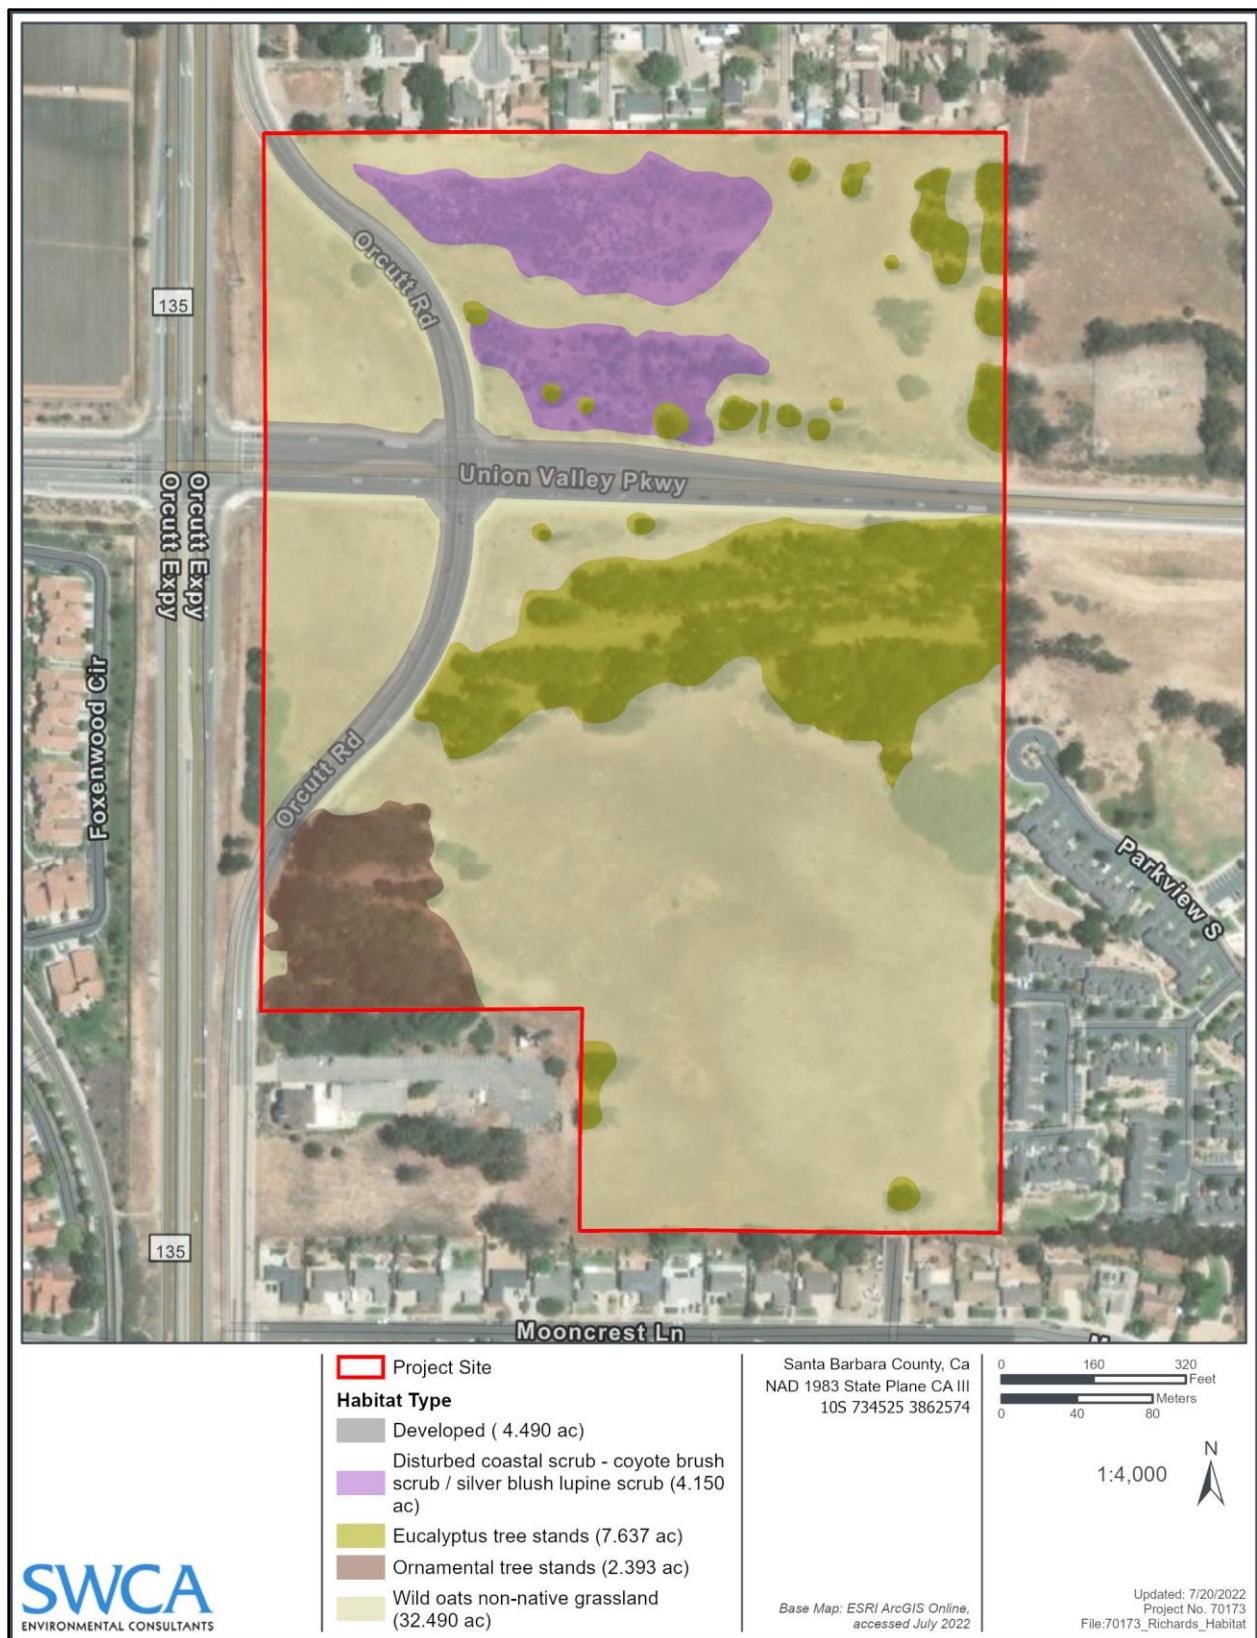 135
Orcutt Rd
Union Valley Pkwy
Orcutt Expy
Orcutt Expy
Foxenwood Cir
Orcutt Rd
Parkview S
135
Mooncrest Ln
Project Site
Habitat Type
Developed ( 4.490 ac)
Disturbed coastal scrub - coyote brush
scrub / silver blush lupine scrub (4.150
ac)
Eucalyptus tree stands (7.637 ac)
Ornamental tree stands (2.393 ac)
Wild oats non-native grassland
(32.490 ac)
SWCA
ENVIRONMENTAL CONSULTANTS
Santa Barbara County, Ca
NAD 1983 State Plane CA III
10S 734525 3862574
Base Map: ESRI ArcGIS Online,
accessed July 2022
0 160 320
Feet
Meters
0 40 80
N
1:4,000
Updated: 7/20/2022
Project No. 70173
File:70173_Richards_Habitat